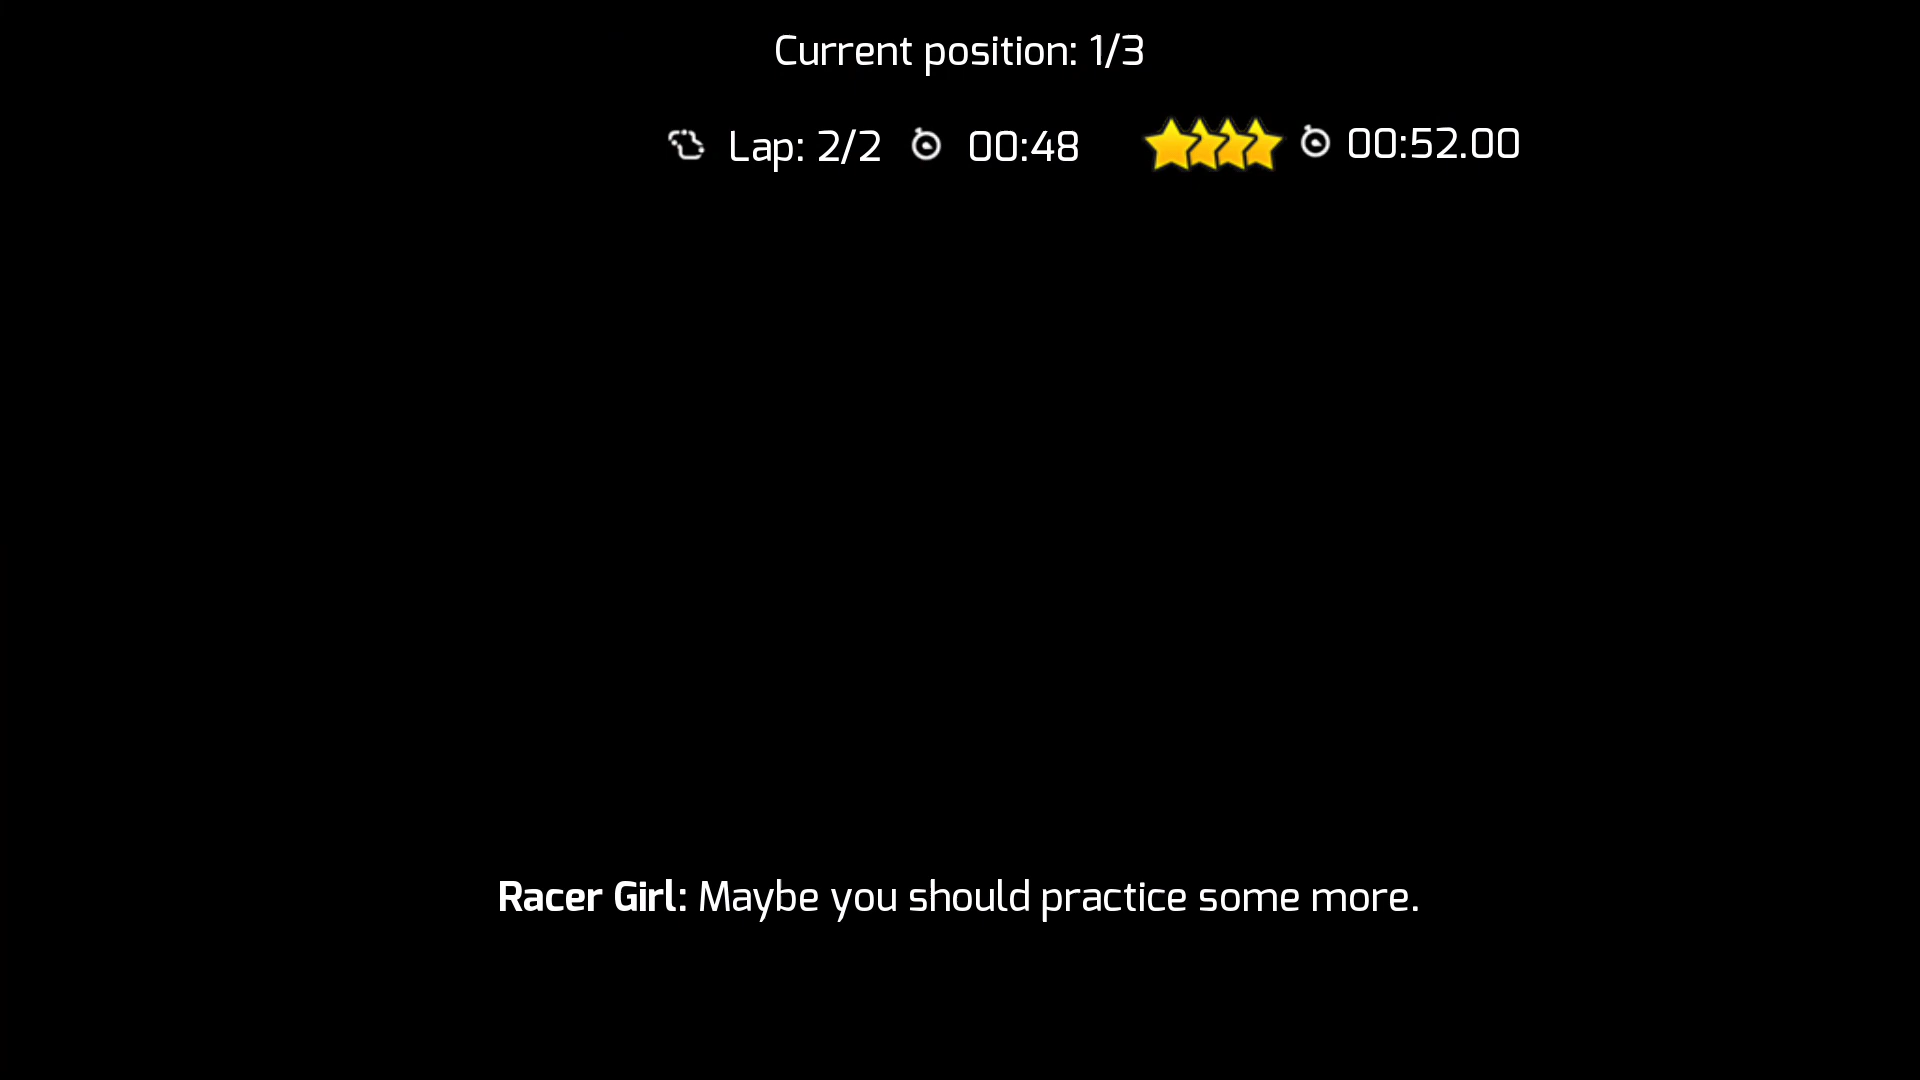 Current position: 1/3
Lap: 2/2 00:48 00:52.00
Racer Girl: Maybe you should practice some more.